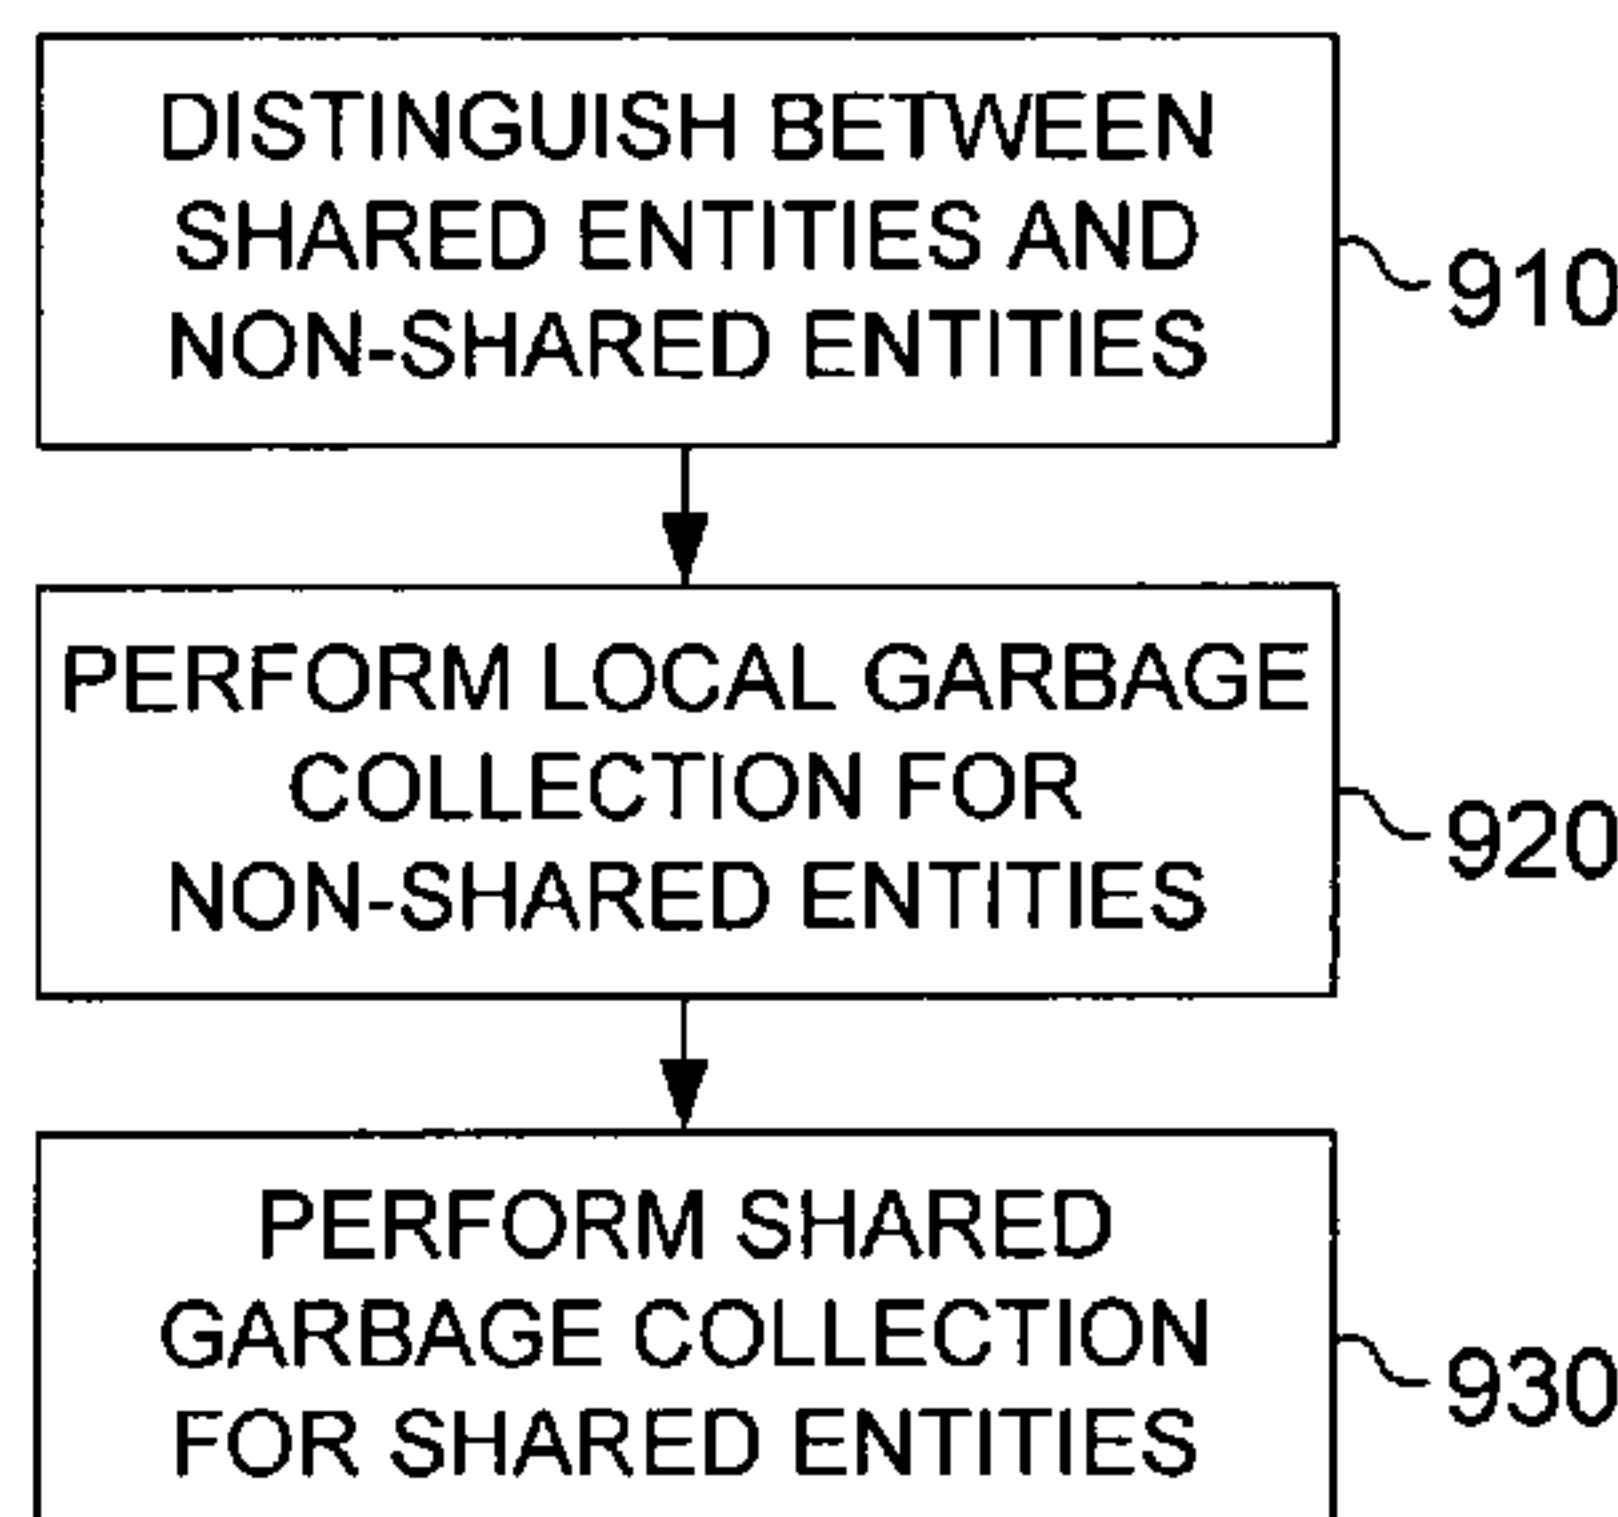 DISTINGUISH BETWEEN
SHARED ENTITIES AND
NON-SHARED ENTITIES
910
PERFORM LOCAL GARBAGE
COLLECTION FOR
NON-SHARED ENTITIES
920
PERFORM SHARED
GARBAGE COLLECTION
FOR SHARED ENTITIES
930